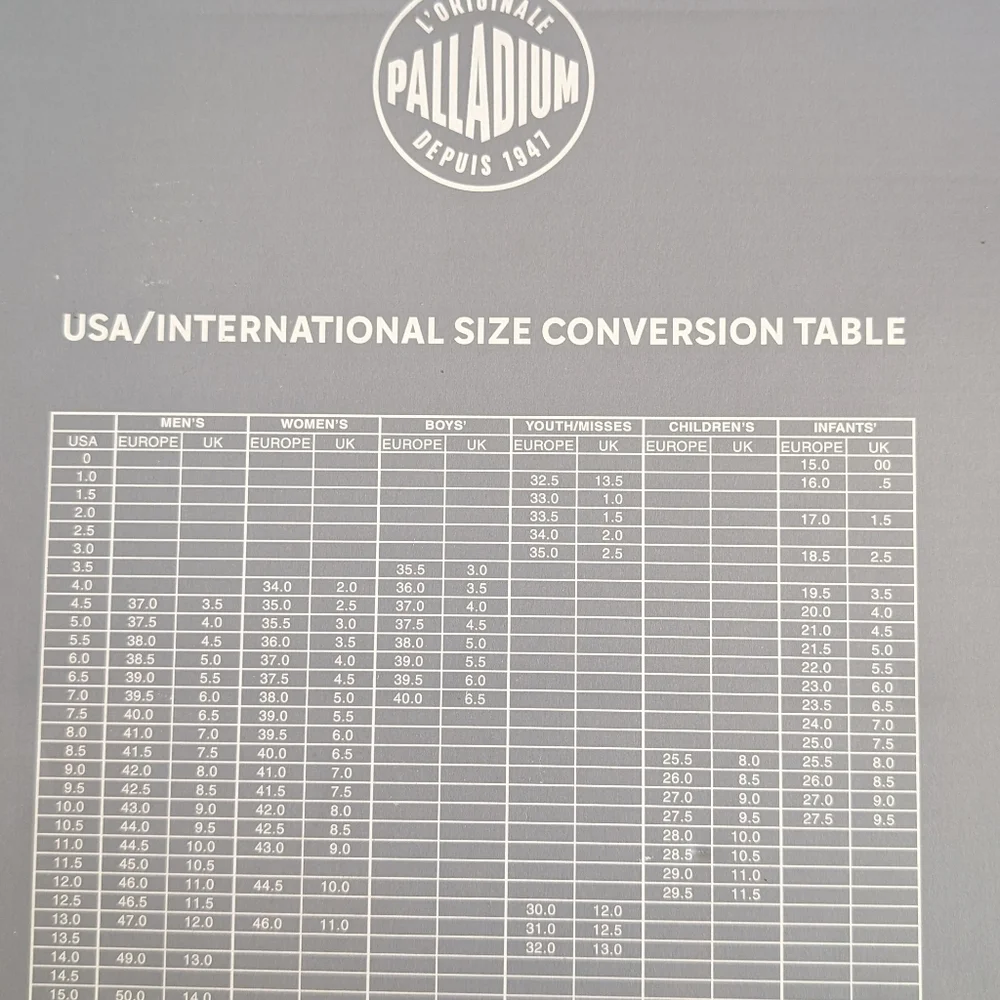 L'ORIGINALE
PALLADIUM
DEPUIS 1947
USA/INTERNATIONAL SIZE CONVERSION TABLE
MEN'S WOMEN'S BOYS' YOUTH/MISSES CHILDREN'S INFANTS'
USA EUROPE UK EUROPE UK EUROPE UK EUROPE UK EUROPE UK EUROPE UK
0 15.0 00
1.0 32.5 13.5 16.0 .5
1.5 33.0 1.0
2.0 33.5 1.5 17.0 1.5
2.5 34.0 2.0
3.0 35.0 2.5 18.5 2.5
3.5 35.5 3.0
4.0 34.0 2.0 36.0 3.5 19.5 3.5
4.5 37.0 3.5 35.0 2.5 37.0 4.0 20.0 4.0
5.0 37.5 4.0 35.5 3.0 37.5 4.5 21.0 4.5
5.5 38.0 4.5 36.0 3.5 38.0 5.0 21.5 5.0
6.0 38.5 5.0 37.0 4.0 39.0 5.5 22.0 5.5
6.5 39.0 5.5 37.5 4.5 39.5 6.0 23.0 6.0
7.0 39.5 6.0 38.0 5.0 40.0 6.5 23.5 6.5
7.5 40.0 6.5 39.0 5.5 24.0 7.0
8.0 41.0 7.0 39.5 6.0 25.0 7.5
8.5 41.5 7.5 40.0 6.5 25.5 8.0 25.5 8.0
9.0 42.0 8.0 41.0 7.0 26.0 8.5 26.0 8.5
9.5 42.5 8.5 41.5 7.5 27.0 9.0 27.0 9.0
10.0 43.0 9.0 42.0 8.0 27.5 9.5 27.5 9.5
10.5 44.0 9.5 42.5 8.5 28.0 10.0
11.0 44.5 10.0 43.0 9.0 28.5 10.5
11.5 45.0 10.5 29.0 11.0
12.0 46.0 11.0 44.5 10.0 29.5 11.5
12.5 46.5 11.5 30.0 12.0
13.0 47.0 12.0 46.0 11.0 31.0 12.5
13.5 32.0 13.0
14.0 49.0 13.0
14.5
15.0 50.0 14.0